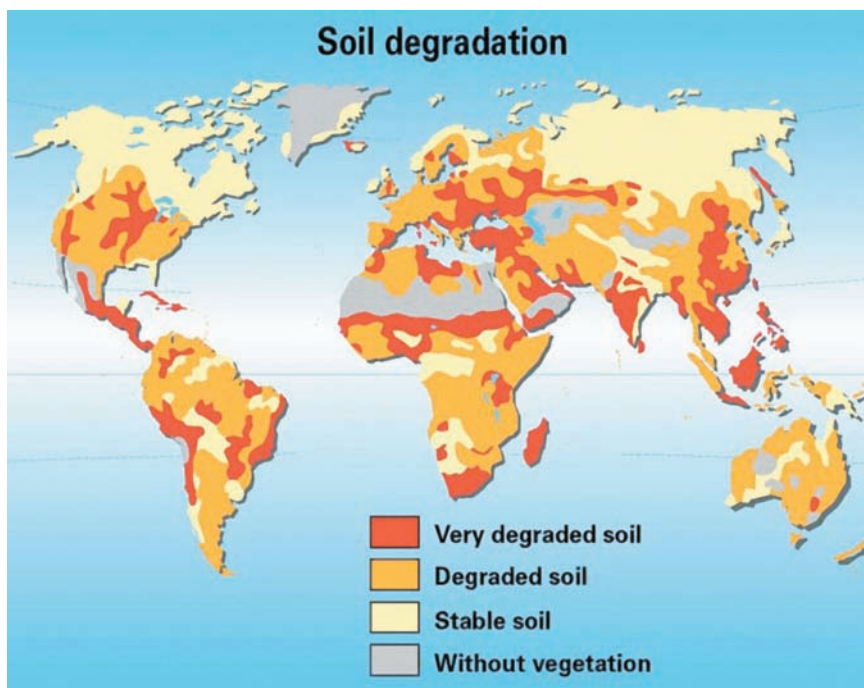 Soil degradation
Very degraded soil
Degraded soil
Stable soil
Without vegetation